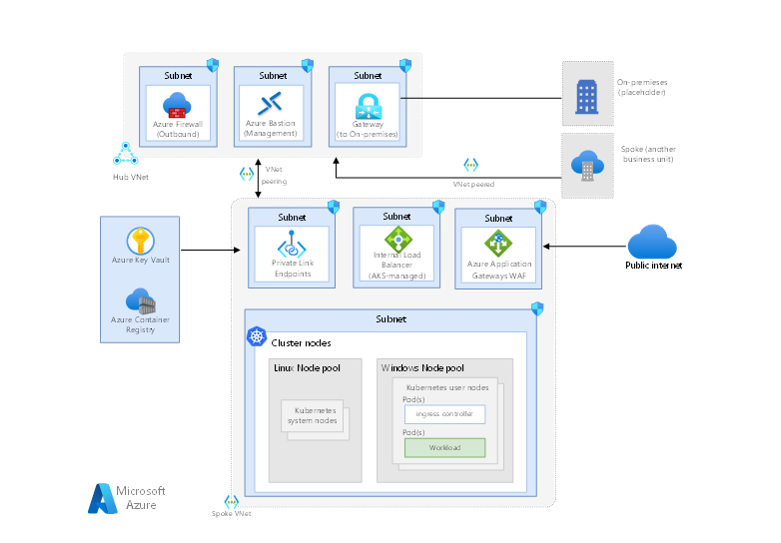 Subnet
Azure Firewall
(Outbound)
Subnet
Azure Bastion
(Management)
Subnet
Gateway
(to On-premises)
On-premieses
(placeholder)
Hub VNet
VNet
peering
VNet peered
Spoke (another
business unit)
Azure Key Vault
Azure Container
Registry
Subnet
Private Link
Endpoints
Subnet
Internal Load
Balancer
(AKS-managed)
Subnet
Azure Application
Gateways WAF
Public internet
Subnet
Cluster nodes
Linux Node pool
Kubernetes
system nodes
Windows Node pool
Kubernetes user nodes
Pod(s)
ingress controller
Pod(s)
Workload
Spoke VNet
Microsoft
Azure